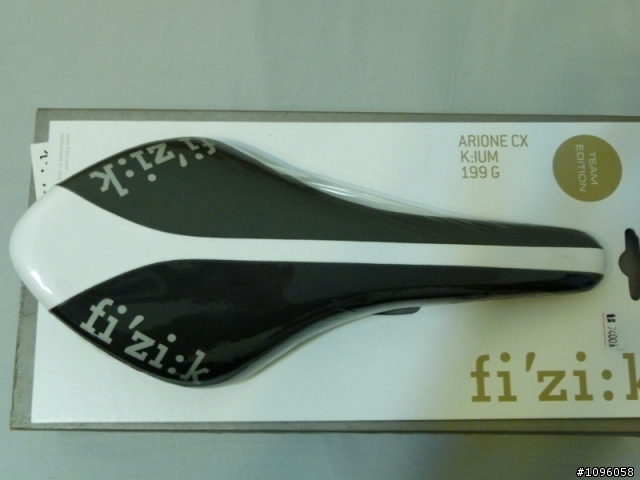 fi'zi:k
ARIONE CX
K:IUM
199 G
TEAM
EDITION
fi'zi:k
fi'zi:k
#1096058